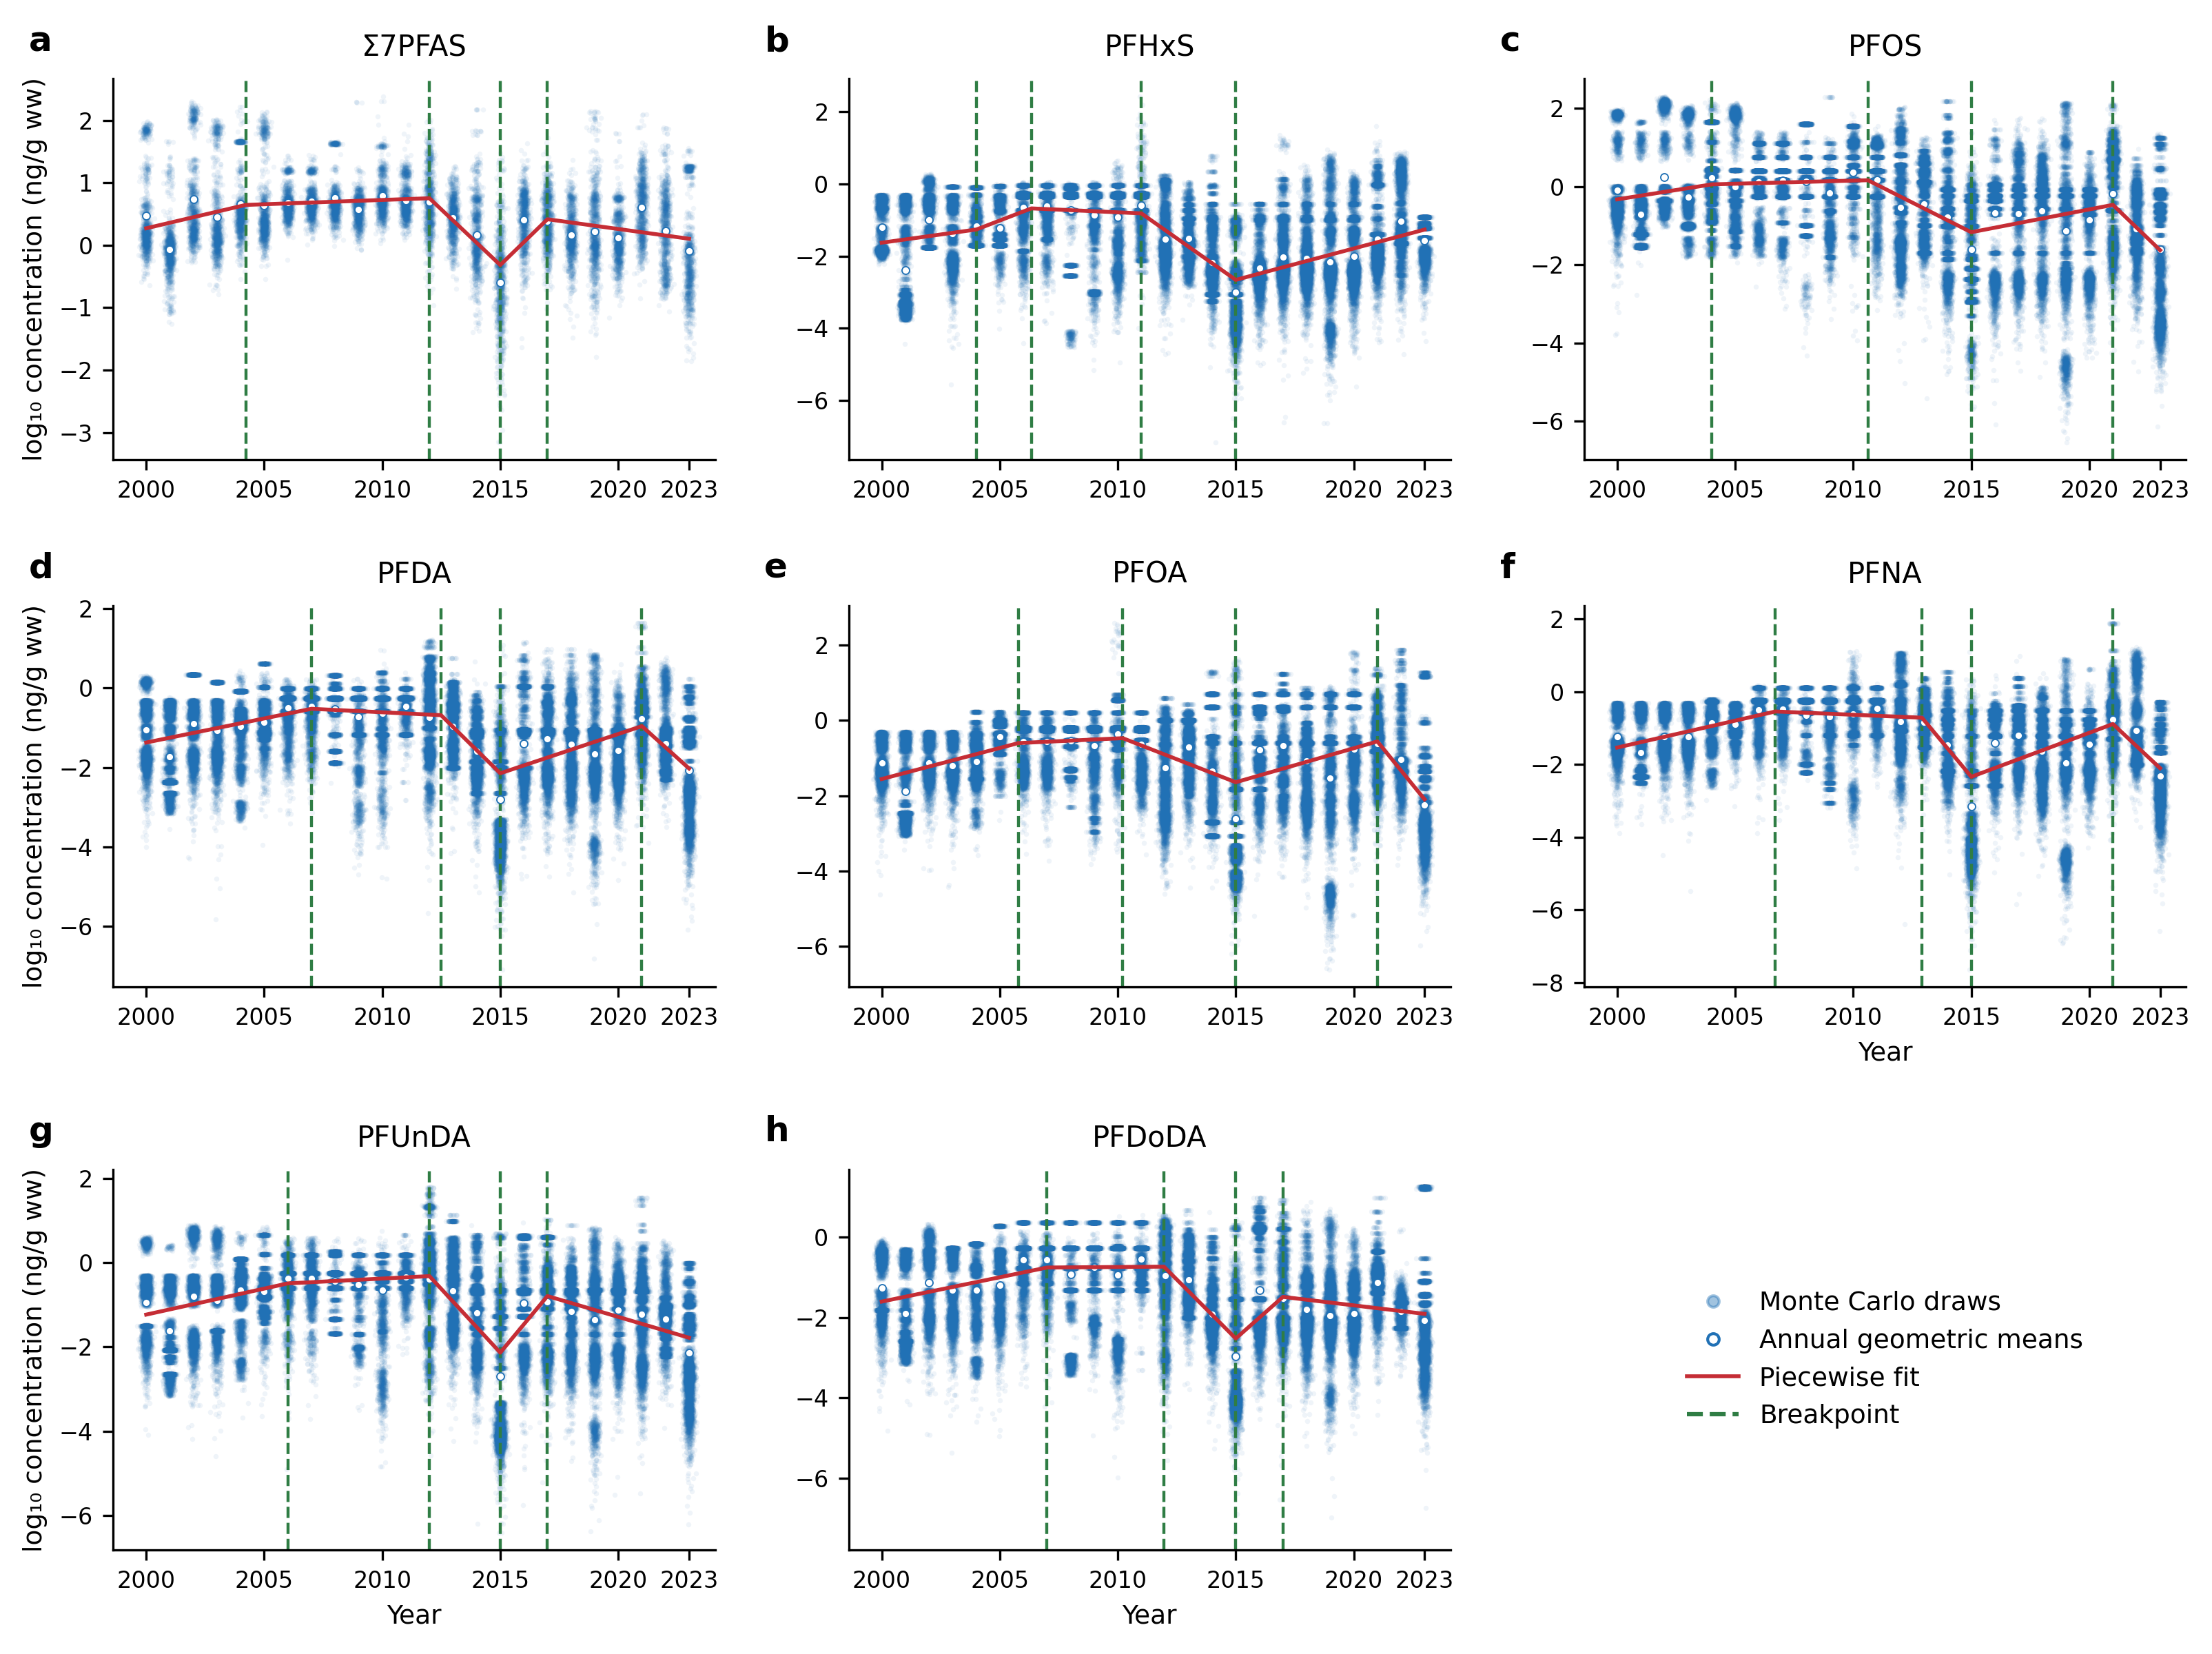 a
Σ7PFAS
log₁₀ concentration (ng/g ww)
2
1
0
−1
−2
−3
2000 2005 2010 2015 2020 2023
b
PFHxS
2
0
−2
−4
−6
2000 2005 2010 2015 2020 2023
c
PFOS
2
0
−2
−4
−6
2000 2005 2010 2015 2020 2023
d
PFDA
log₁₀ concentration (ng/g ww)
2
0
−2
−4
−6
2000 2005 2010 2015 2020 2023
e
PFOA
2
0
−2
−4
−6
2000 2005 2010 2015 2020 2023
f
PFNA
2
0
−2
−4
−6
−8
2000 2005 2010 2015 2020 2023
Year
g
PFUnDA
log₁₀ concentration (ng/g ww)
2
0
−2
−4
−6
2000 2005 2010 2015 2020 2023
Year
h
PFDoDA
0
−2
−4
−6
2000 2005 2010 2015 2020 2023
Year
Monte Carlo draws
Annual geometric means
Piecewise fit
Breakpoint